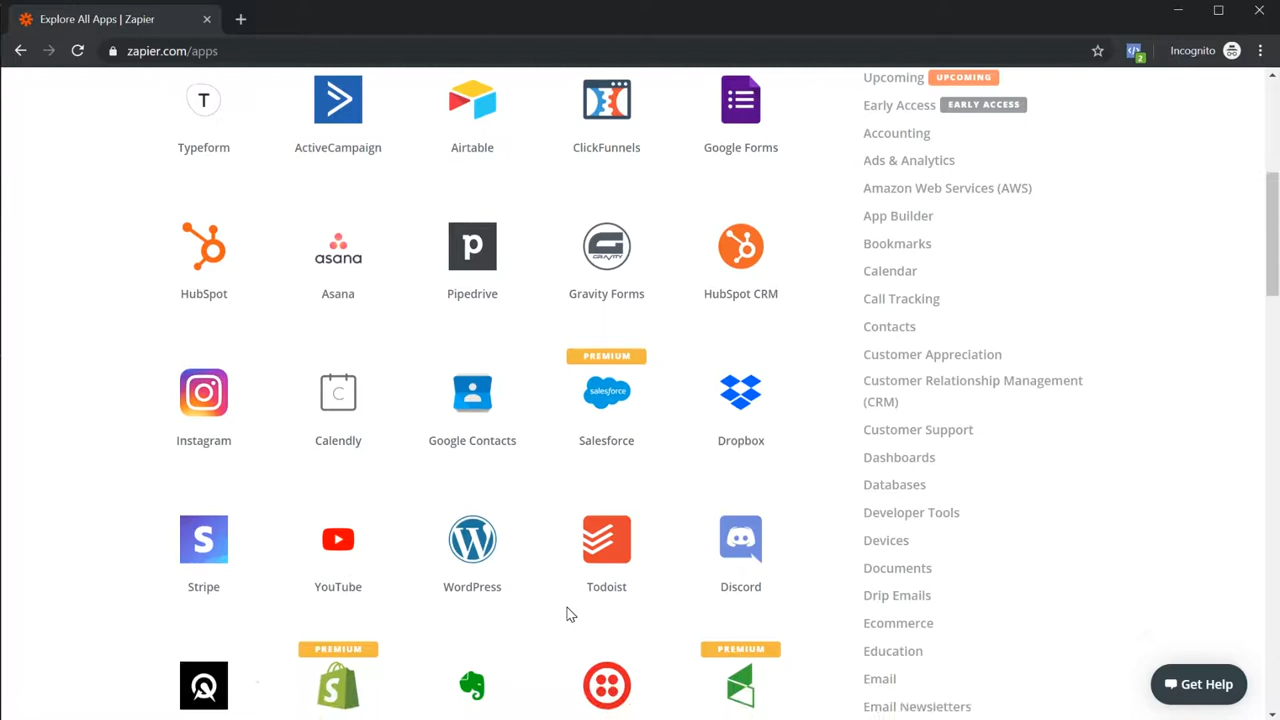 Explore All Apps | Zapier
zapier.com/apps
2
Incognito
T
Typeform
ActiveCampaign
Airtable
ClickFunnels
Google Forms
HubSpot
asana
Asana
p
Pipedrive
G
GRAVITY
Gravity Forms
HubSpot CRM
Instagram
C
Calendly
Google Contacts
PREMIUM
salesforce
Salesforce
Dropbox
S
Stripe
YouTube
W
WordPress
Todoist
Discord
PREMIUM
S
PREMIUM
Upcoming UPCOMING
Early Access EARLY ACCESS
Accounting
Ads & Analytics
Amazon Web Services (AWS)
App Builder
Bookmarks
Calendar
Call Tracking
Contacts
Customer Appreciation
Customer Relationship Management
(CRM)
Customer Support
Dashboards
Databases
Developer Tools
Devices
Documents
Drip Emails
Ecommerce
Education
Email
Email Newsletters
Get Help